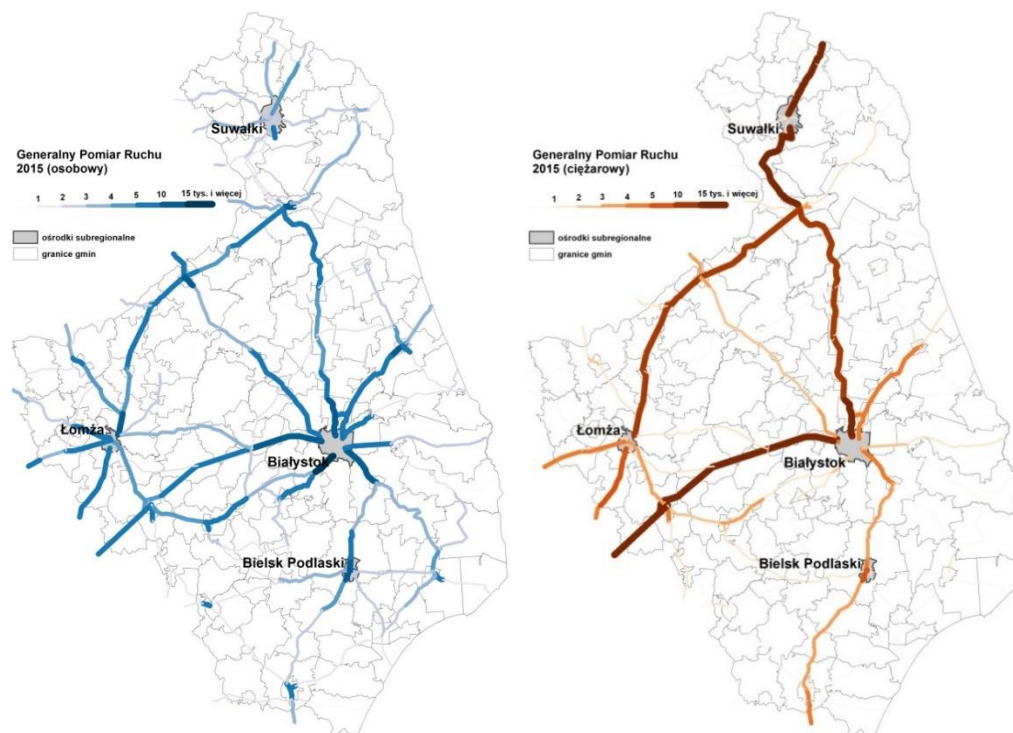 Suwałki
Generalny Pomiar Ruchu
2015 (osobowy)
1 2 3 4 5 10 15 tys. i więcej
ośrodki subregionalne
granice gmin
Łomża
Białystok
Bielsk Podlaski
Suwałki
Generalny Pomiar Ruchu
2015 (ciężarowy)
1 2 3 4 5 10 15 tys. i więcej
ośrodki subregionalne
granice gmin
Łomża
Białystok
Bielsk Podlaski